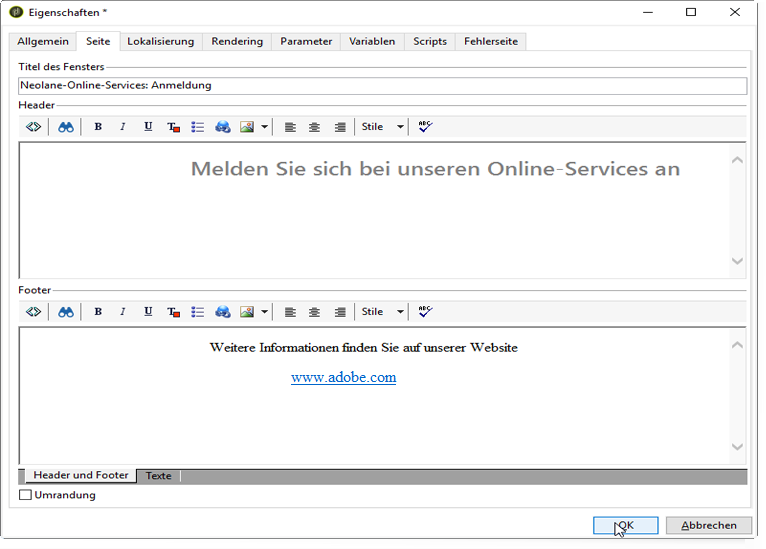 Eigenschaften *
Allgemein Seite Lokalisierung Rendering Parameter Variablen Scripts Fehlerseite
Titel des Fensters
Neolane-Online-Services: Anmeldung
Header
B I U T Stile ABC
Melden Sie sich bei unseren Online-Services an
Footer
B I U T Stile ABC
Weitere Informationen finden Sie auf unserer Website
www.adobe.com
Header und Footer Texte
Umrandung
OK Abbrechen